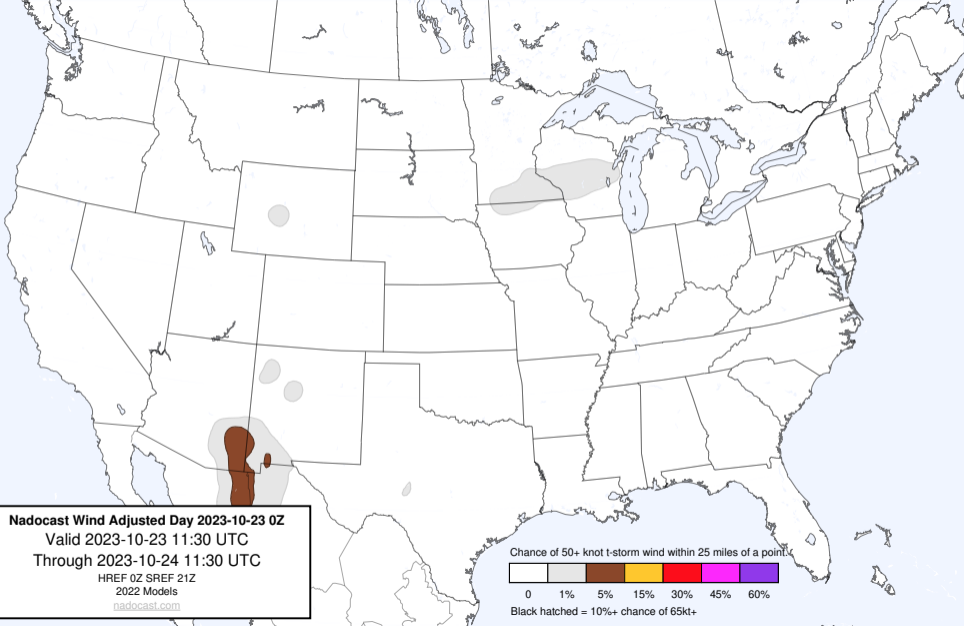 Nadocast Wind Adjusted Day 2023-10-23 0Z
Valid 2023-10-23 11:30 UTC
Through 2023-10-24 11:30 UTC
HREF 0Z SREF 21Z
2022 Models
nadocast.com
Chance of 50+ knot t-storm wind within 25 miles of a point.
0 1% 5% 15% 30% 45% 60%
Black hatched = 10%+ chance of 65kt+